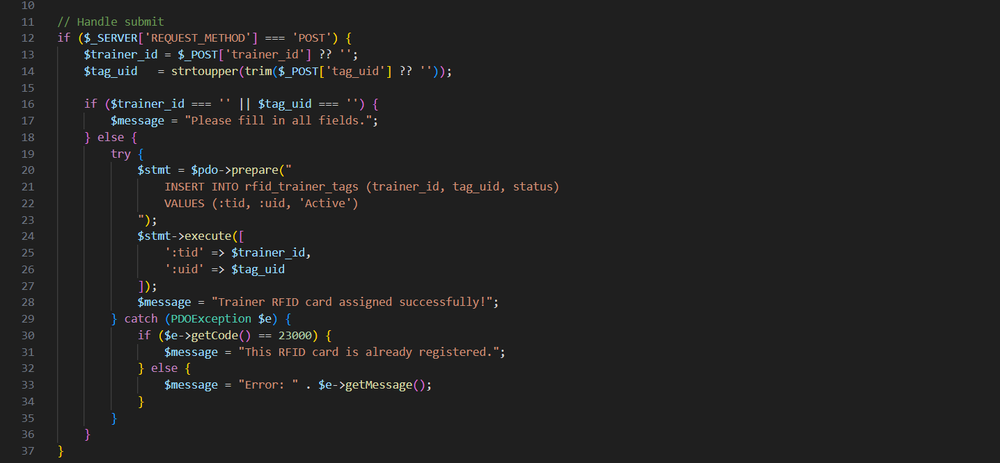 10
11 // Handle submit
12 if ($_SERVER['REQUEST_METHOD'] === 'POST') {
13     $trainer_id = $_POST['trainer_id'] ?? '';
14     $tag_uid   = strtoupper(trim($_POST['tag_uid'] ?? ''));
15
16     if ($trainer_id === '' || $tag_uid === '') {
17         $message = "Please fill in all fields.";
18     } else {
19         try {
20             $stmt = $pdo->prepare("
21                 INSERT INTO rfid_trainer_tags (trainer_id, tag_uid, status)
22                 VALUES (:tid, :uid, 'Active')
23             ");
24             $stmt->execute([
25                 ':tid' => $trainer_id,
26                 ':uid' => $tag_uid
27             ]);
28             $message = "Trainer RFID card assigned successfully!";
29         } catch (PDOException $e) {
30             if ($e->getCode() == 23000) {
31                 $message = "This RFID card is already registered.";
32             } else {
33                 $message = "Error: " . $e->getMessage();
34             }
35         }
36     }
37 }